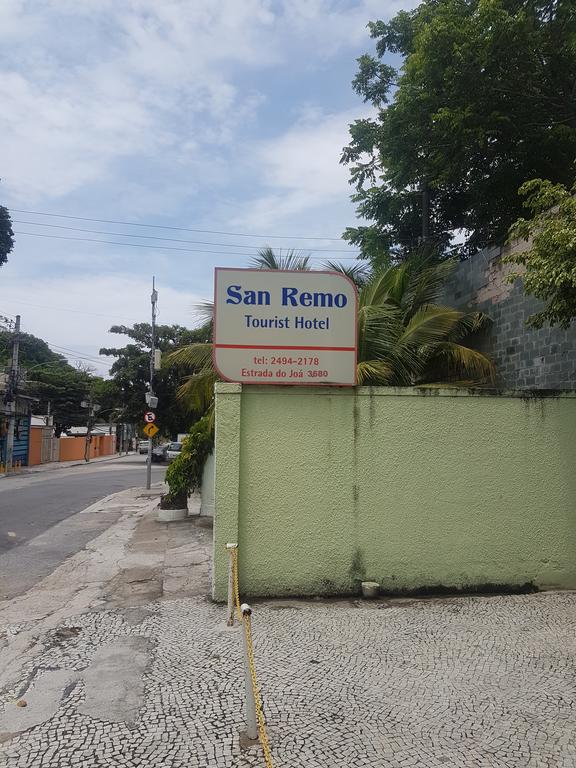 San Remo
Tourist Hotel
tel: 2494-2178
Estrada do Joá 3680